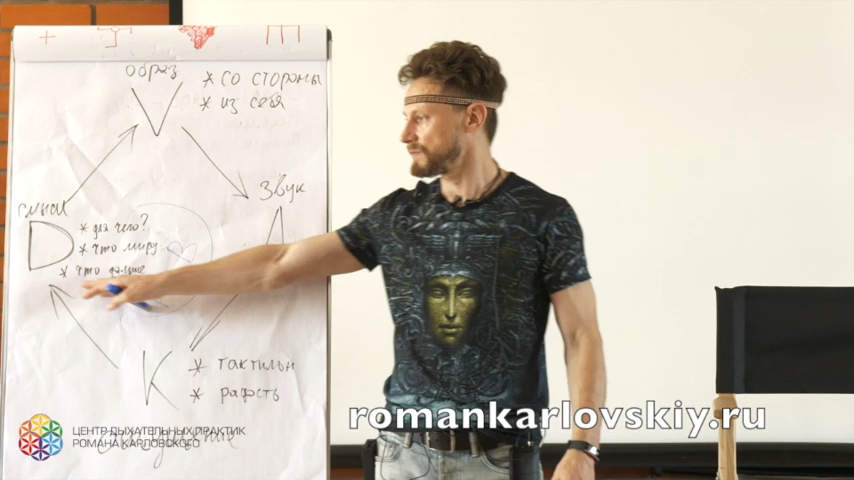 образ
V
* со стороны
* из себя
звук
A
смысл
D
* для чего?
* что миру
* что дальше
K
* тактильн
* радость
ЦЕНТР ДЫХАТЕЛЬНЫХ ПРАКТИК
РОМАНА КАРЛОВСКОГО
romankarlovskiy.ru